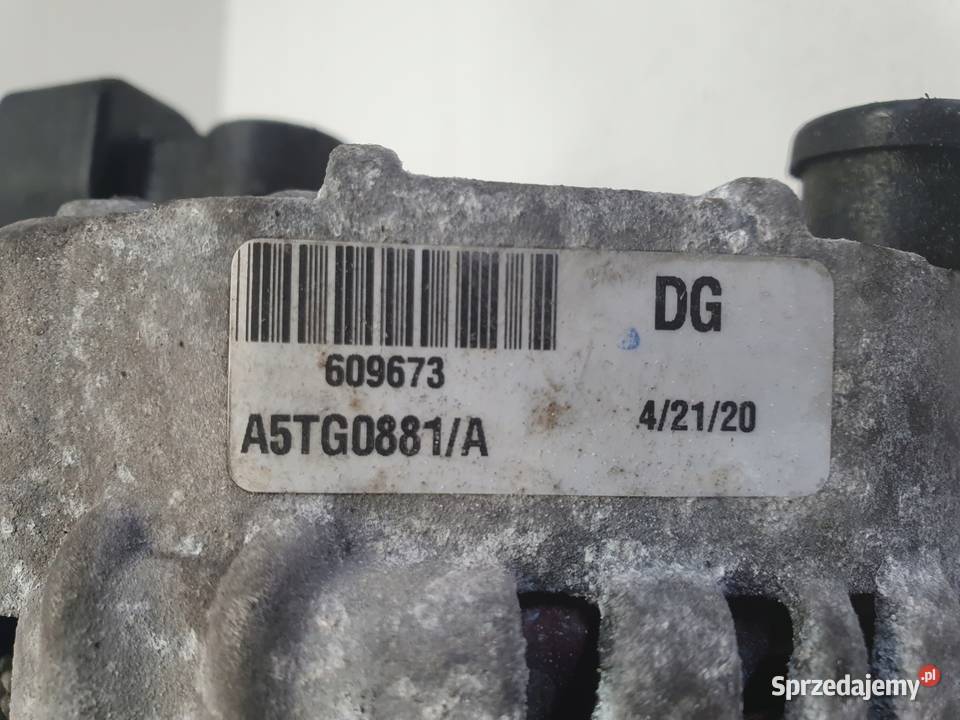 DG
609673
A5TG0881/A
4/21/20
Sprzedajemy.pl